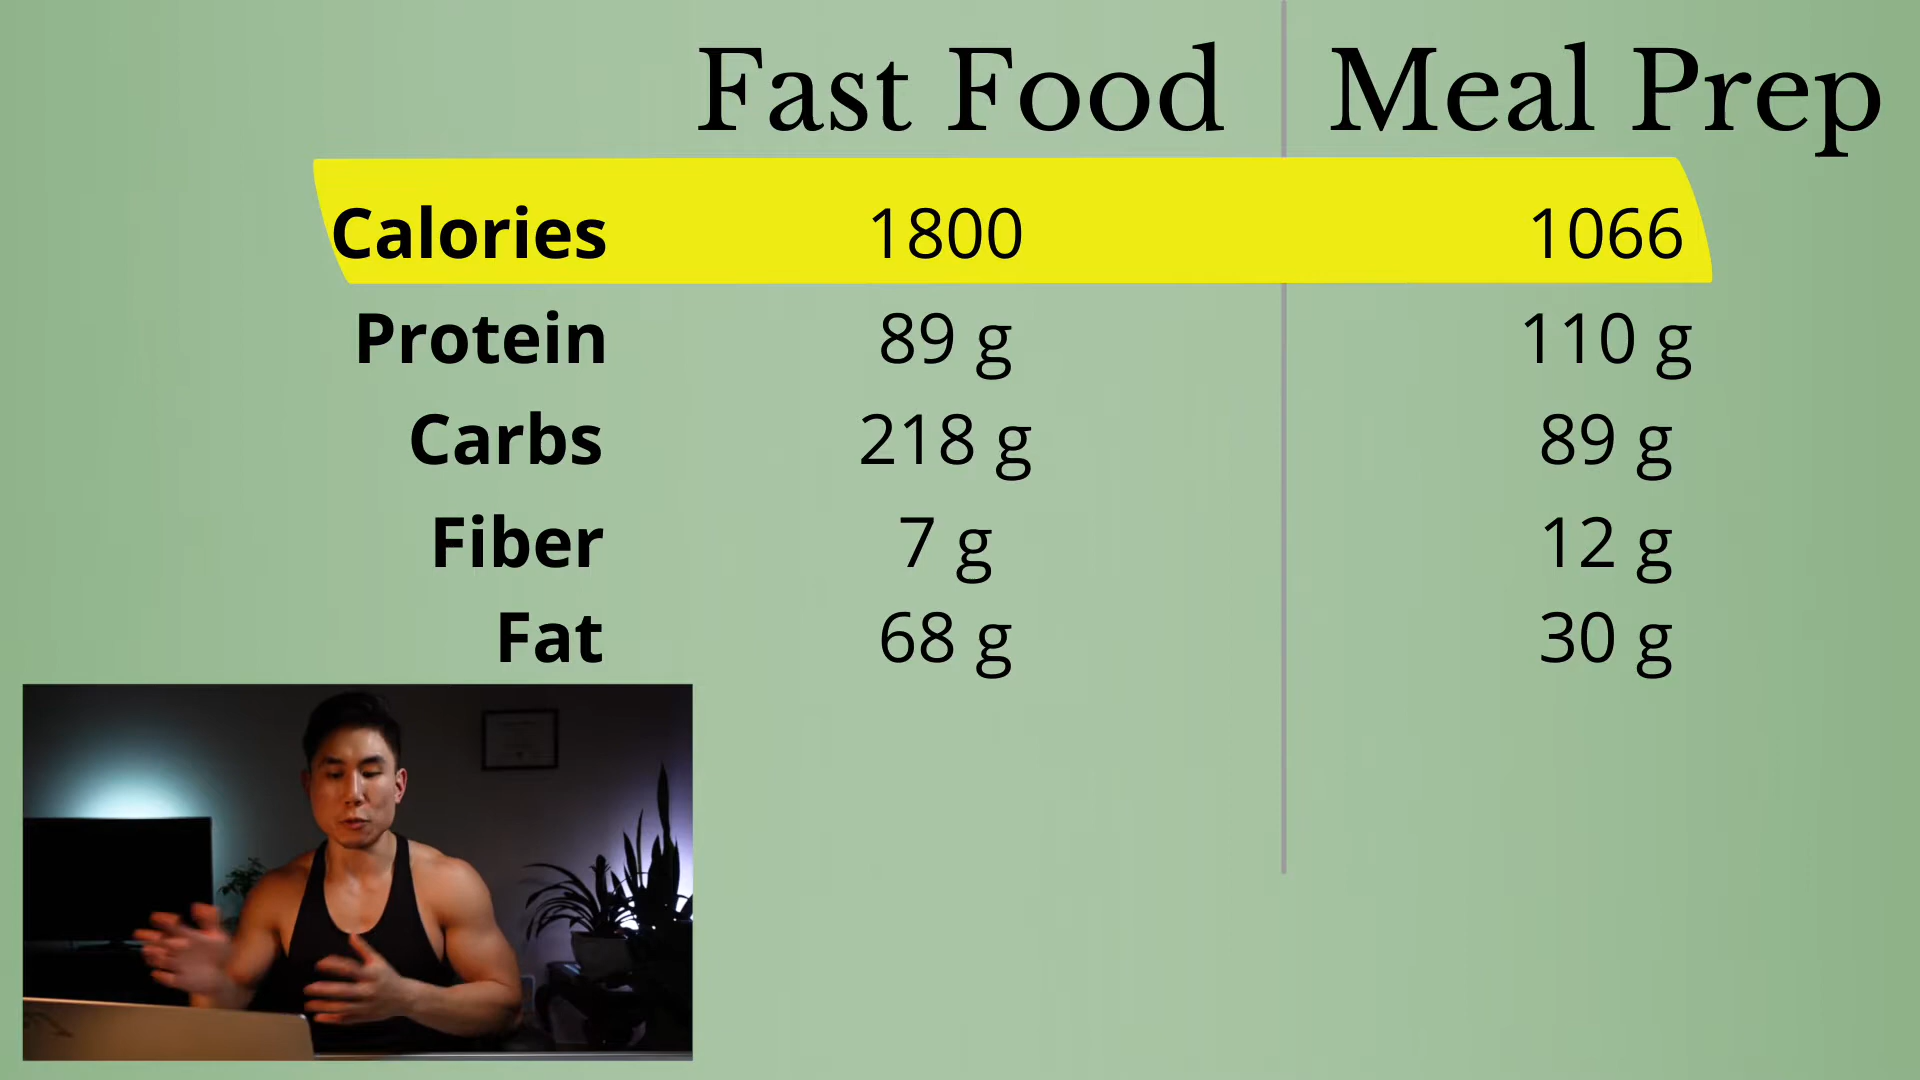 Fast Food Meal Prep
Calories 1800 1066
Protein 89 g 110 g
Carbs 218 g 89 g
Fiber 7 g 12 g
Fat 68 g 30 g